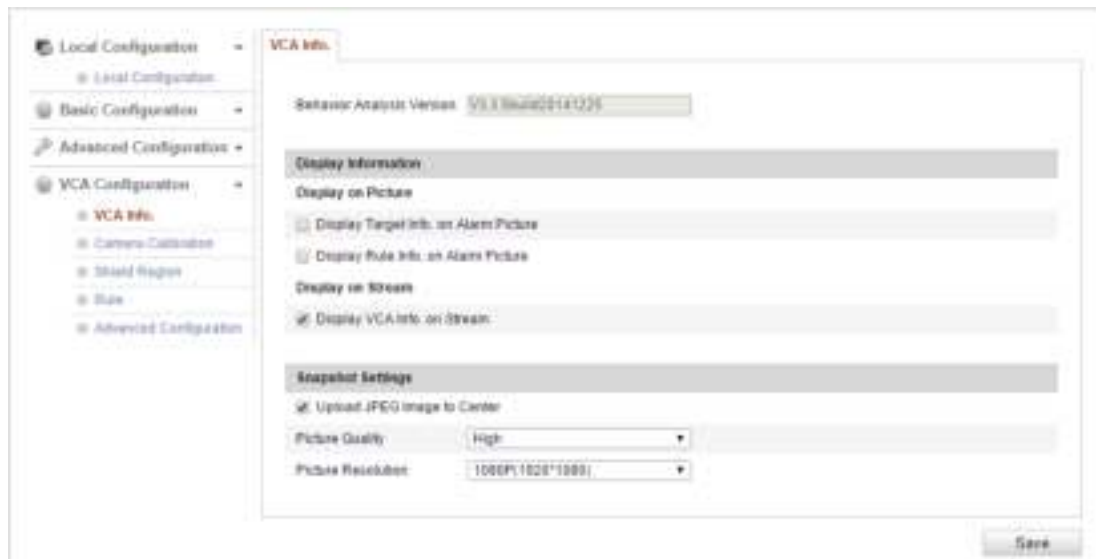 Local Configuration
Local Configuration
Basic Configuration
Advanced Configuration
VCA Configuration
VCA Info.
Camera Calibration
Shield Region
Rule
Advanced Configuration
VCA Info.
Behavior Analysis Version
Display Information
Display on Picture
Display Target Info. on Alarm Picture
Display Rule Info. on Alarm Picture
Display on Stream
Display VCA Info. on Stream
Snapshot Settings
Upload JPEG Image to Center
Picture Quality High
Picture Resolution
Save